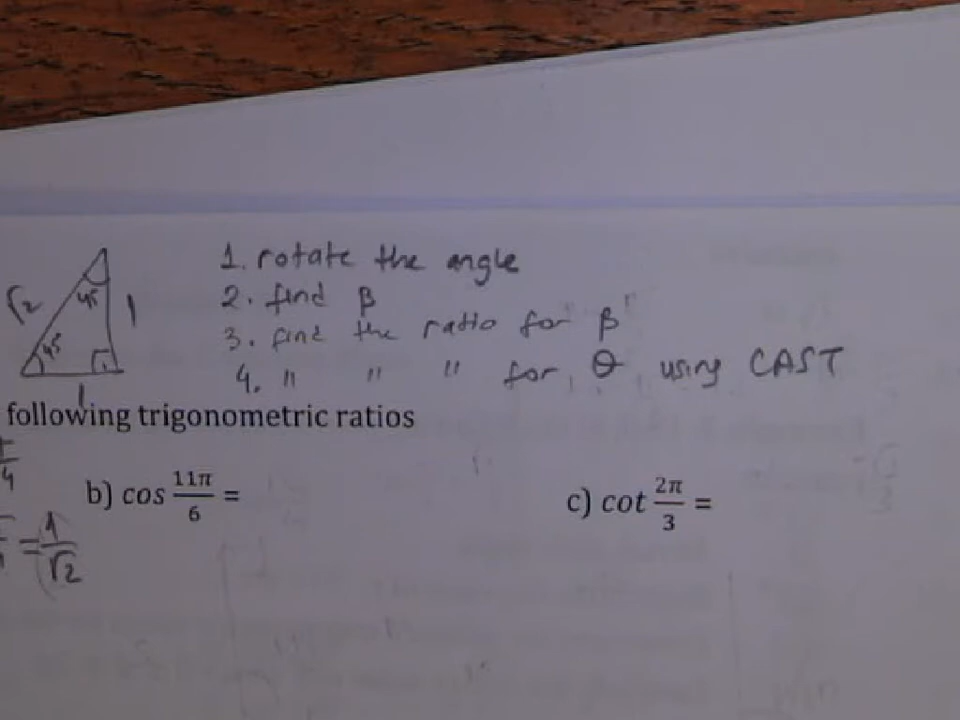 √2
45
45
1
1
1. rotate the angle
2. find β
3. find the ratio for "β"
4. " " " for θ using CAST
following trigonometric ratios
4
b) cos 11π/6 =
c) cot 2π/3 =
= 1/√2